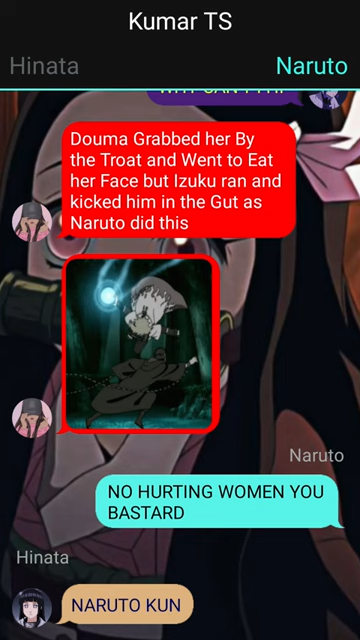 Kumar TS
Hinata
Naruto
Douma Grabbed her By
the Troat and Went to Eat
her Face but Izuku ran and
kicked him in the Gut as
Naruto did this
Naruto
NO HURTING WOMEN YOU
BASTARD
Hinata
NARUTO KUN